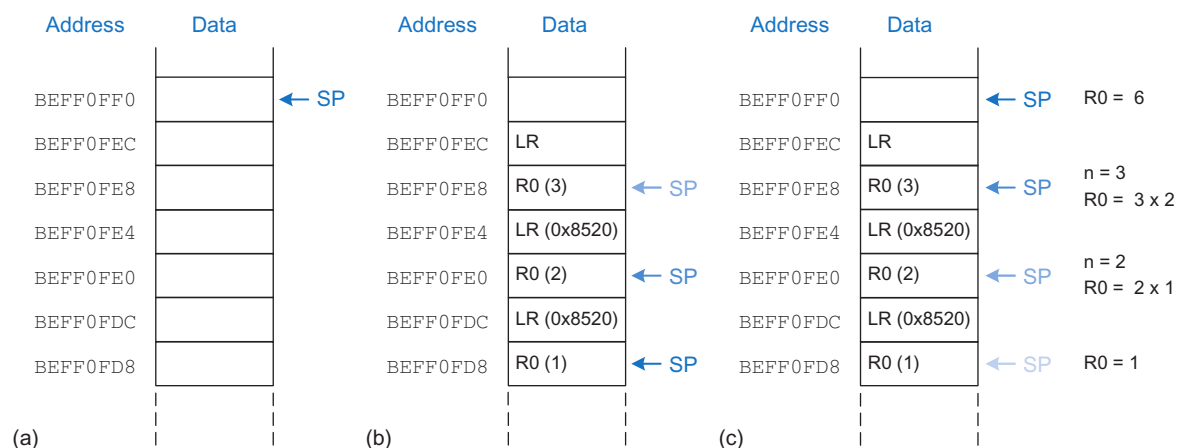 Address Data Address Data Address Data
BEFF0FF0 SP BEFF0FF0 BEFF0FF0 SP R0 = 6
BEFF0FEC BEFF0FEC LR BEFF0FEC LR
BEFF0FE8 BEFF0FE8 R0 (3) SP BEFF0FE8 R0 (3) SP n = 3
R0 = 3 x 2
BEFF0FE4 BEFF0FE4 LR (0x8520) BEFF0FE4 LR (0x8520)
BEFF0FE0 BEFF0FE0 R0 (2) SP BEFF0FE0 R0 (2) SP n = 2
R0 = 2 x 1
BEFF0FDC BEFF0FDC LR (0x8520) BEFF0FDC LR (0x8520)
BEFF0FD8 BEFF0FD8 R0 (1) SP BEFF0FD8 R0 (1) SP R0 = 1
(a) (b) (c)